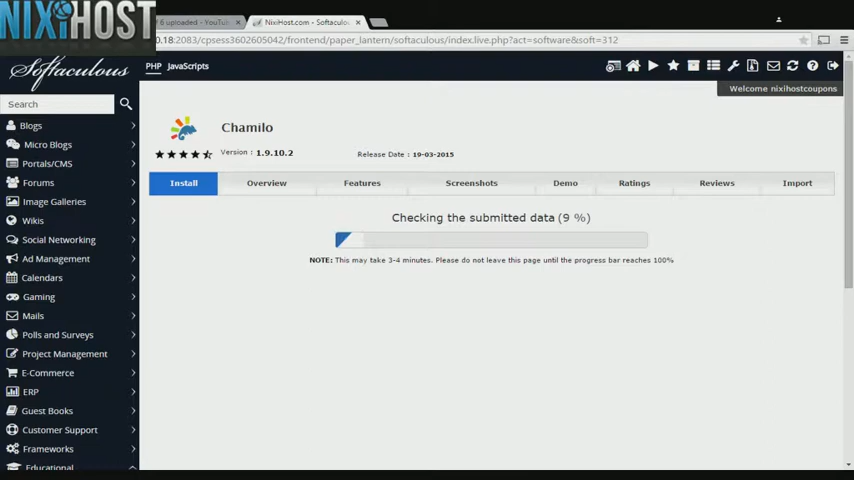 NIXIHOST
6 uploaded - YouTu
NixiHost.com - Softaculou
0.18:2083/cpsess3602605042/frontend/paper_lantern/softaculous/index.live.php?act=software&soft=312
Softaculous
PHP JavaScripts
Welcome nixihostcoupons
Search
Blogs
Micro Blogs
Portals/CMS
Forums
Image Galleries
Wikis
Social Networking
Ad Management
Calendars
Gaming
Mails
Polls and Surveys
Project Management
E-Commerce
ERP
Guest Books
Customer Support
Frameworks
Educational
Chamilo
Version : 1.9.10.2
Release Date : 19-03-2015
Install Overview Features Screenshots Demo Ratings Reviews Import
Checking the submitted data (9 %)
NOTE: This may take 3-4 minutes. Please do not leave this page until the progress bar reaches 100%